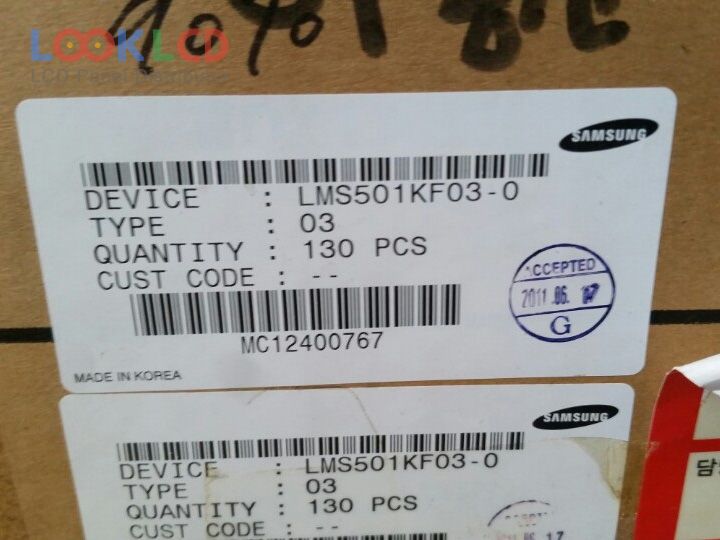 LOOKLCD
SAMSUNG
DEVICE : LMS501KF03-0
TYPE : 03
QUANTITY : 130 PCS
CUST CODE : --
MC12400767
MADE IN KOREA
ACCEPTED
2011.06.17
G
SAMSUNG
DEVICE : LMS501KF03-0
TYPE : 03
QUANTITY : 130 PCS
CUST CODE : --
담